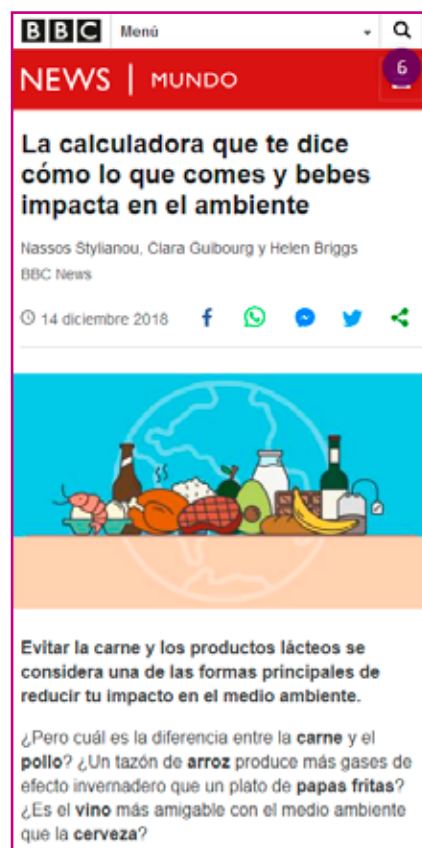 BBC Menú
6
NEWS | MUNDO
La calculadora que te dice
cómo lo que comes y bebes
impacta en el ambiente
Nassos Stylianou, Clara Guibourg y Helen Briggs
BBC News
14 diciembre 2018
Evitar la carne y los productos lácteos se
considera una de las formas principales de
reducir tu impacto en el medio ambiente.
¿Pero cuál es la diferencia entre la carne y el
pollo? ¿Un tazón de arroz produce más gases de
efecto invernadero que un plato de papas fritas?
¿Es el vino más amigable con el medio ambiente
que la cerveza?